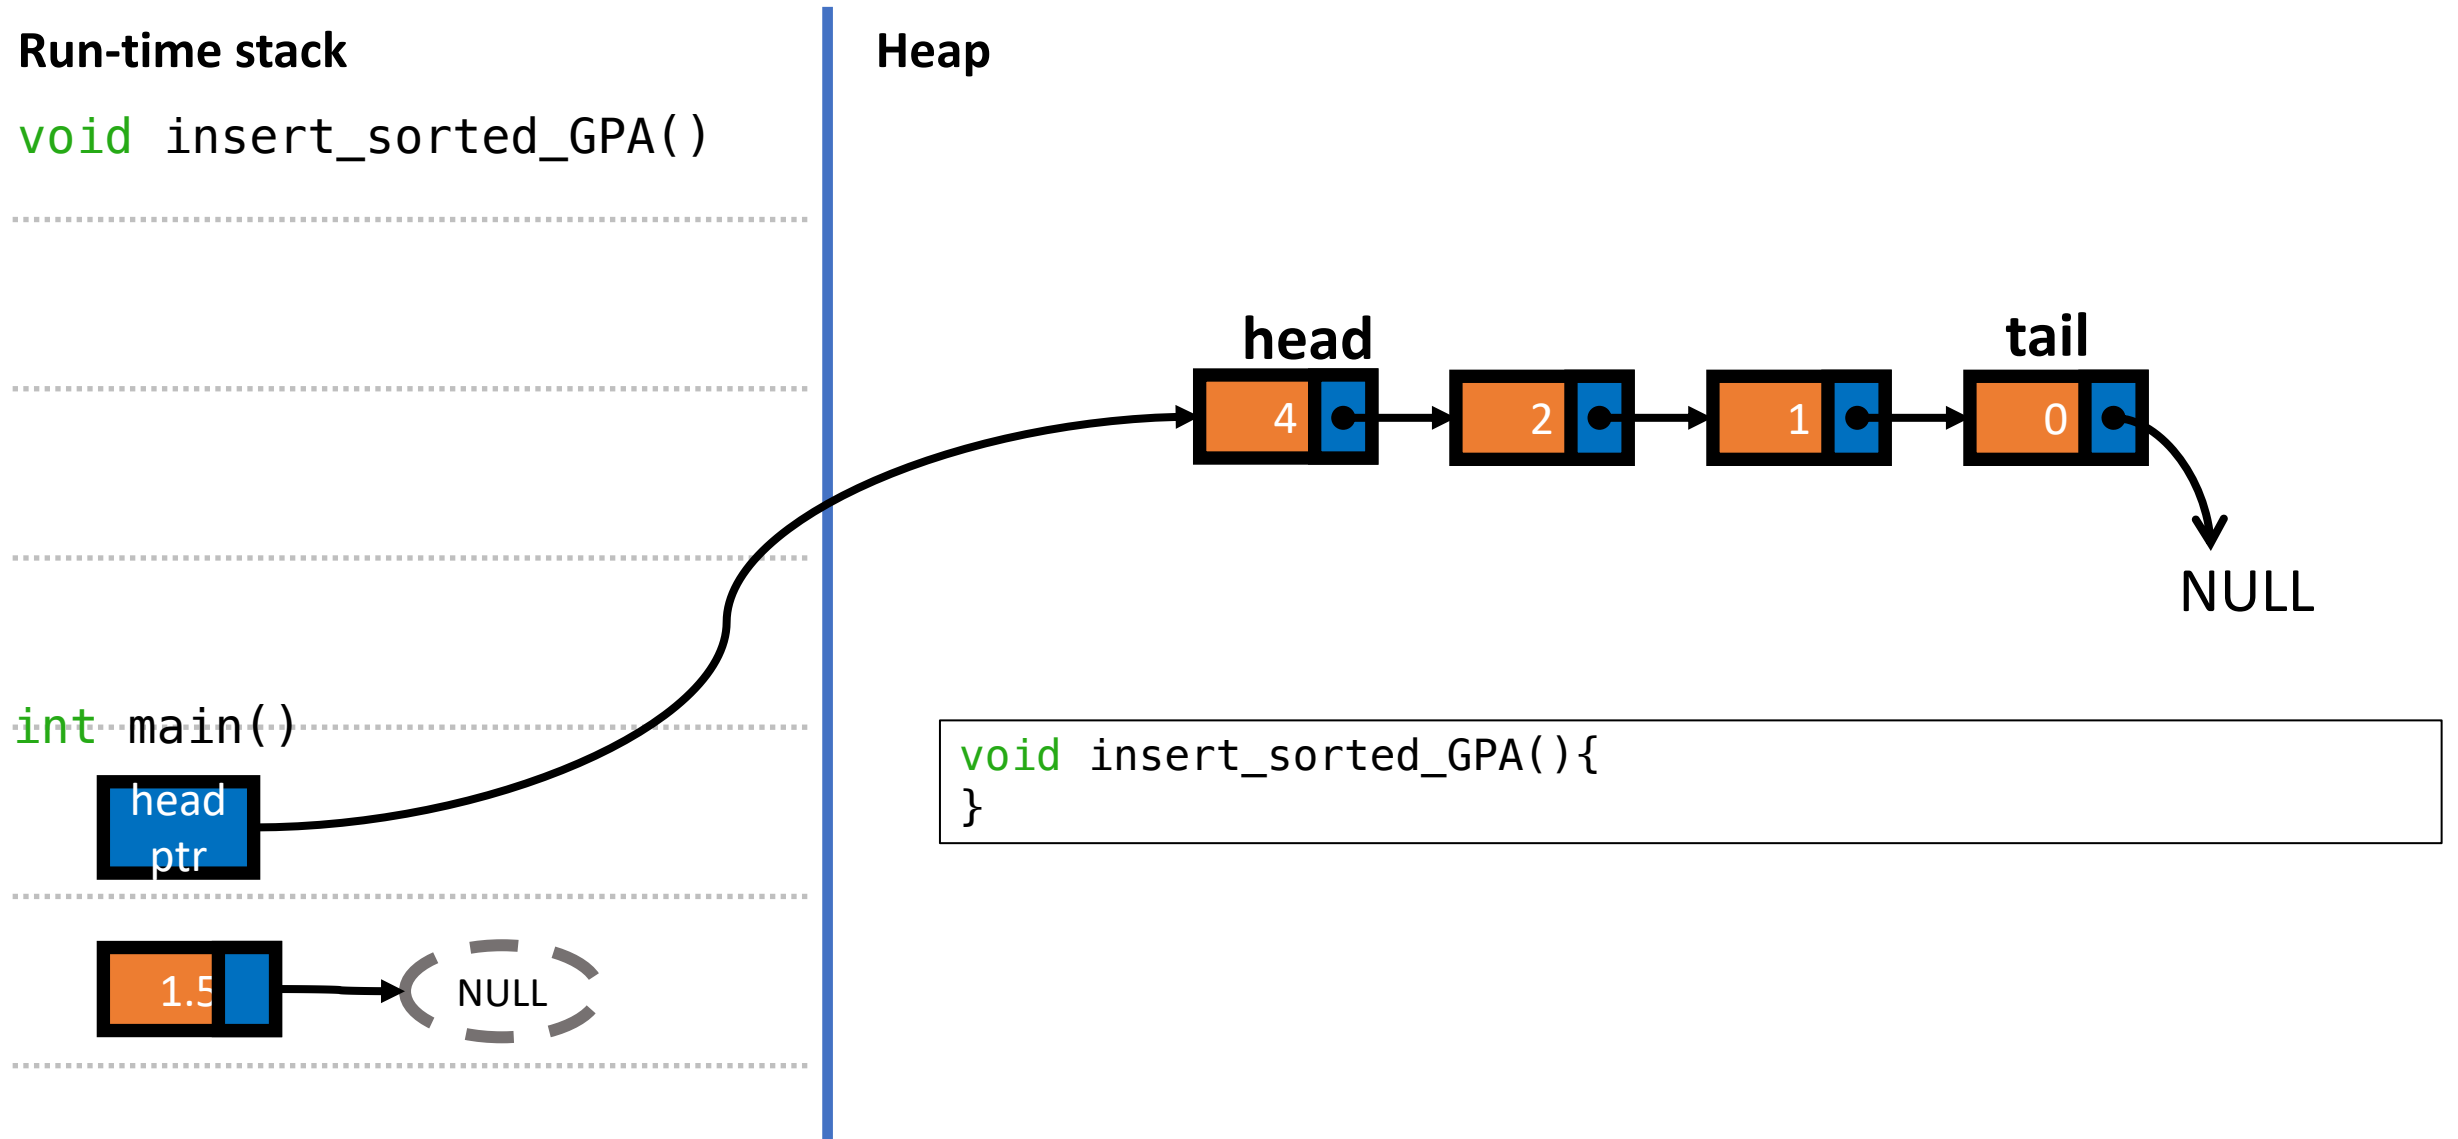 Run-time stack
void insert_sorted_GPA()
int main()
head
ptr
1.5
NULL
Heap
head
tail
4
2
1
0
NULL
void insert_sorted_GPA(){
}